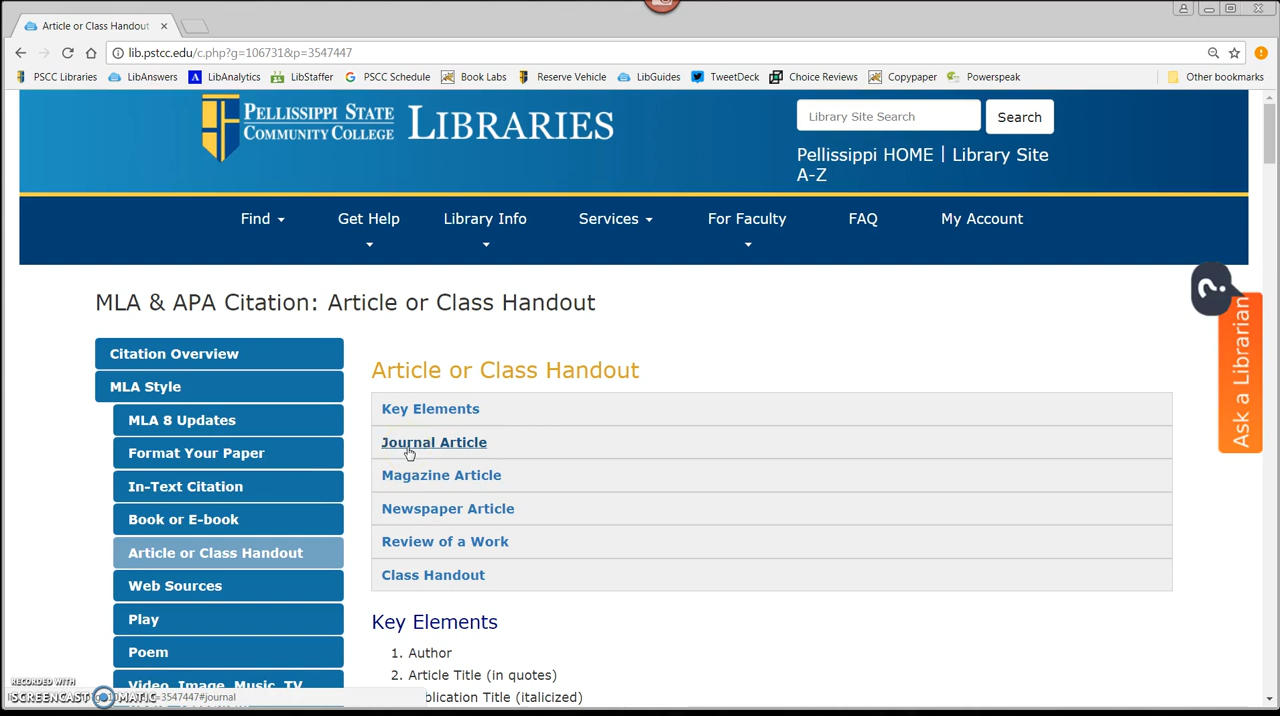 Article or Class Handout
lib.pstcc.edu/c.php?g=106731&p=3547447
PSCC Libraries LibAnswers LibAnalytics LibStaffer PSCC Schedule Book Labs Reserve Vehicle LibGuides TweetDeck Choice Reviews Copypaper Powerspeak Other bookmarks
PELLISSIPPI STATE
COMMUNITY COLLEGE
LIBRARIES
Library Site Search
Search
Pellissippi HOME | Library Site
A-Z
Find Get Help Library Info Services For Faculty FAQ My Account
MLA & APA Citation: Article or Class Handout
Ask a Librarian
?
Citation Overview
MLA Style
MLA 8 Updates
Format Your Paper
In-Text Citation
Book or E-book
Article or Class Handout
Web Sources
Play
Poem
Video, Image, Music, TV
Article or Class Handout
Key Elements
Journal Article
Magazine Article
Newspaper Article
Review of a Work
Class Handout
Key Elements
1. Author
2. Article Title (in quotes)
blication Title (italicized)
RECORDED WITH
SCREENCAST MATIC
=3547447#journal